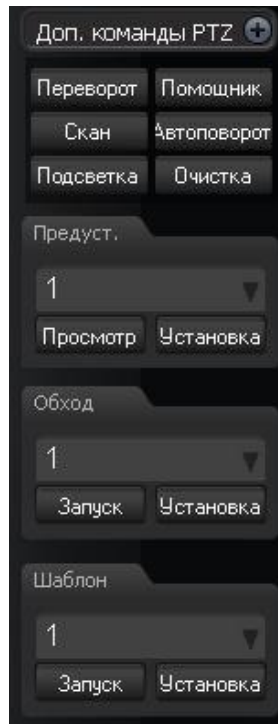 Доп. команды PTZ
Переворот Помощник
Скан Автоповорот
Подсветка Очистка
Предуст.
1
Просмотр Установка
Обход
1
Запуск Установка
Шаблон
1
Запуск Установка